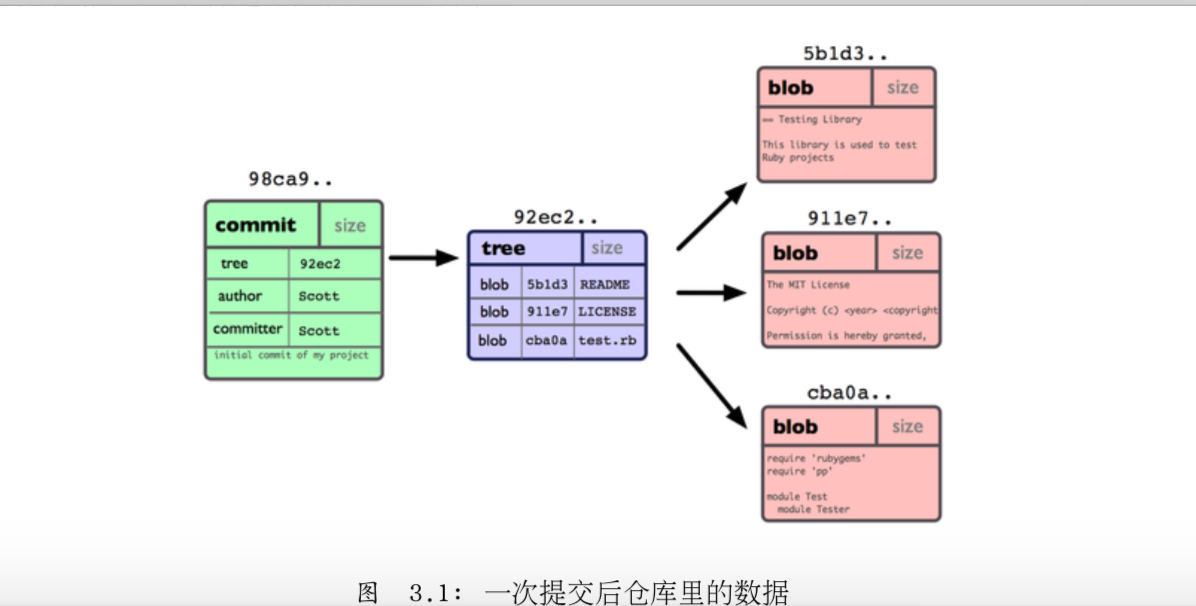 98ca9..
commit size
tree 92ec2
author Scott
committer Scott
initial commit of my project
92ec2..
tree size
blob 5b1d3 README
blob 911e7 LICENSE
blob cba0a test.rb
5b1d3..
blob size
== Testing Library
This library is used to test
Ruby projects
911e7..
blob size
The MIT License
Copyright (c) <year> <copyright
Permission is hereby granted,
cba0a..
blob size
require 'rubygems'
require 'pp'
module Test
module Tester
图 3.1: 一次提交后仓库里的数据